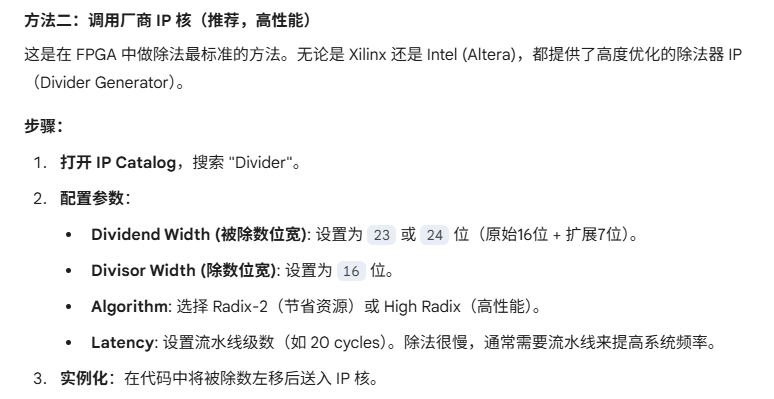 方法二：调用厂商 IP 核（推荐，高性能）
这是在 FPGA 中做除法最标准的方法。无论是 Xilinx 还是 Intel (Altera)，都提供了高度优化的除法器 IP
（Divider Generator）。
步骤：
1. 打开 IP Catalog，搜索 "Divider"。
2. 配置参数：
• Dividend Width (被除数位宽): 设置为 23 或 24 位（原始16位 + 扩展7位）。
• Divisor Width (除数位宽): 设置为 16 位。
• Algorithm: 选择 Radix-2（节省资源）或 High Radix（高性能）。
• Latency: 设置流水线级数（如 20 cycles）。除法很慢，通常需要流水线来提高系统频率。
3. 实例化：在代码中将被除数左移后送入 IP 核。